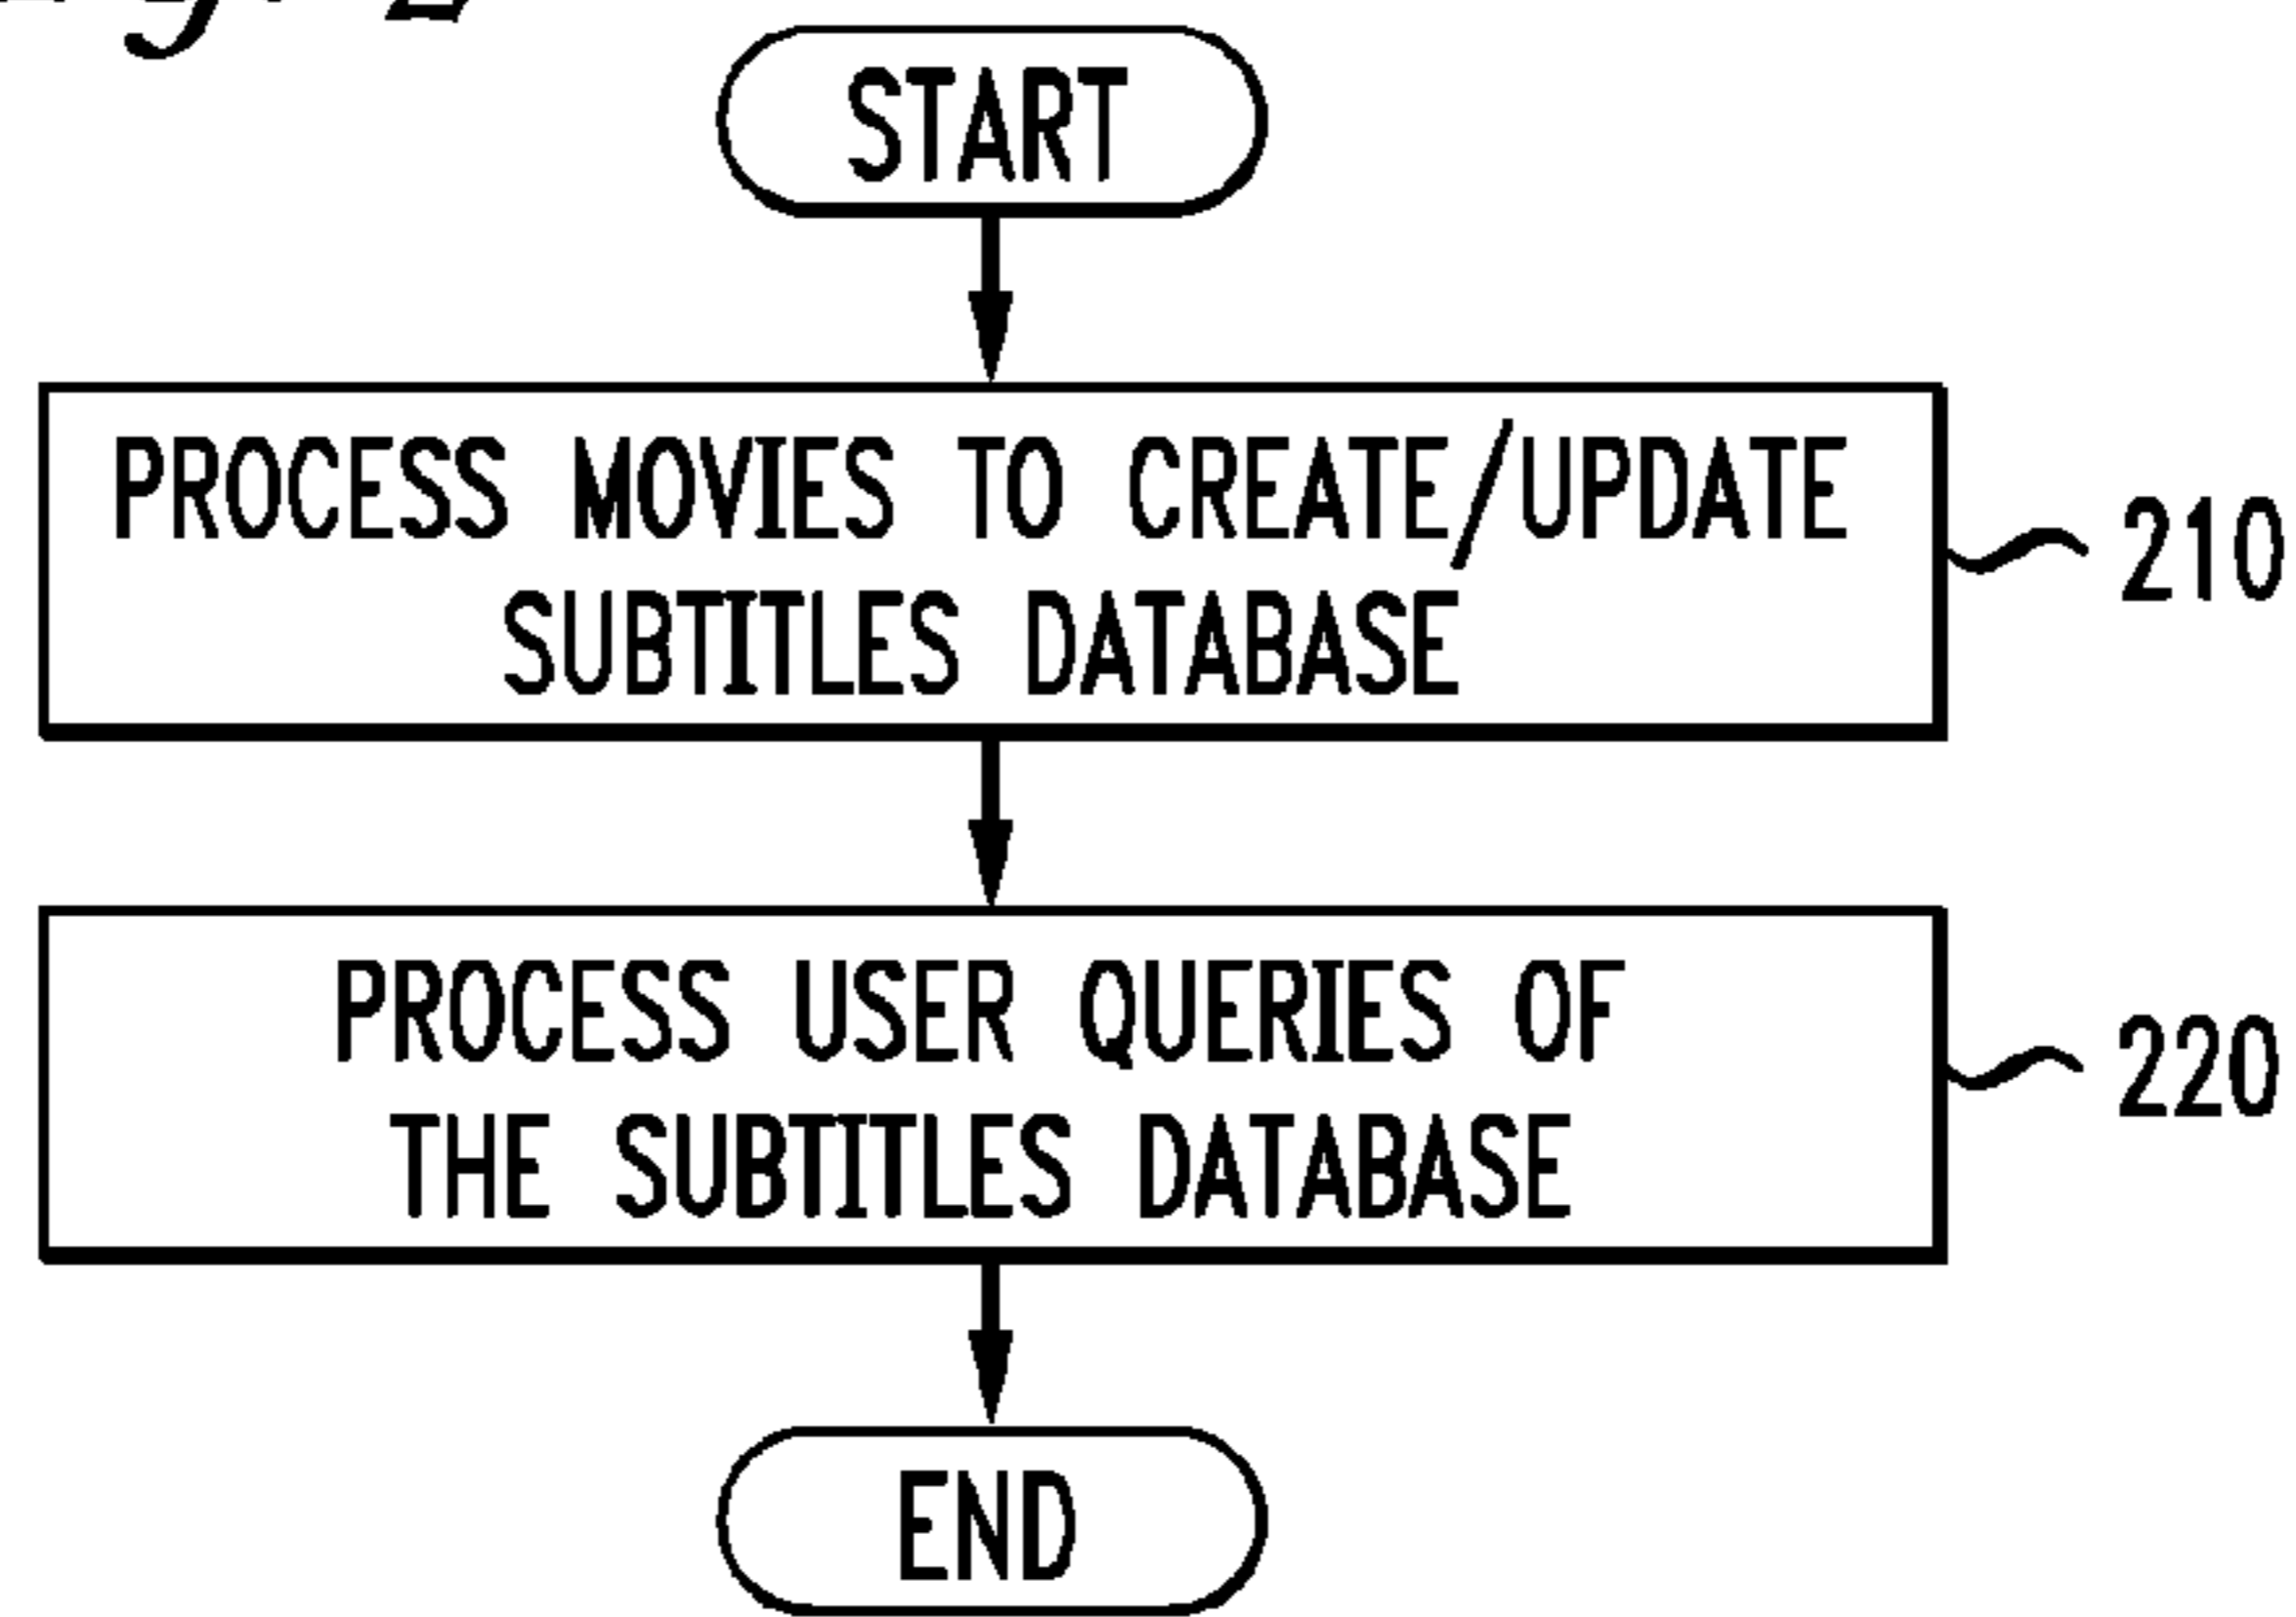 START
PROCESS MOVIES TO CREATE/UPDATE
SUBTITLES DATABASE
210
PROCESS USER QUERIES OF
THE SUBTITLES DATABASE
220
END